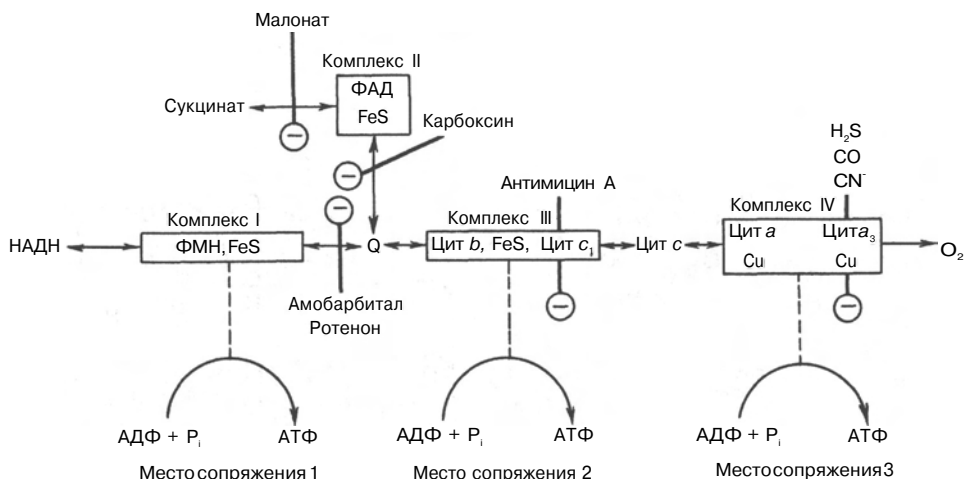 Малонат
Комплекс II
ФАД
FeS
Сукцинат
Карбоксин
H₂S
CO
CN⁻
Антимицин А
Комплекс I
Комплекс III
Комплекс IV
НАДН
ФМН, FeS
Q
Цит b, FeS, Цит c₁
Цит c
Цит a
Цит a₃
Cu
Cu
O₂
Амобарбитал
Ротенон
АДФ + Pᵢ
АТФ
АДФ + Pᵢ
АТФ
АДФ + Pᵢ
АТФ
Место сопряжения 1
Место сопряжения 2
Место сопряжения 3